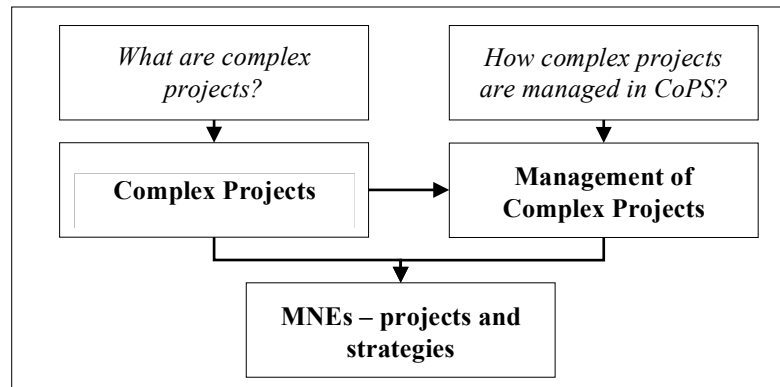 What are complex
projects?
How complex projects
are managed in CoPS?
Complex Projects
Management of
Complex Projects
MNEs – projects and
strategies